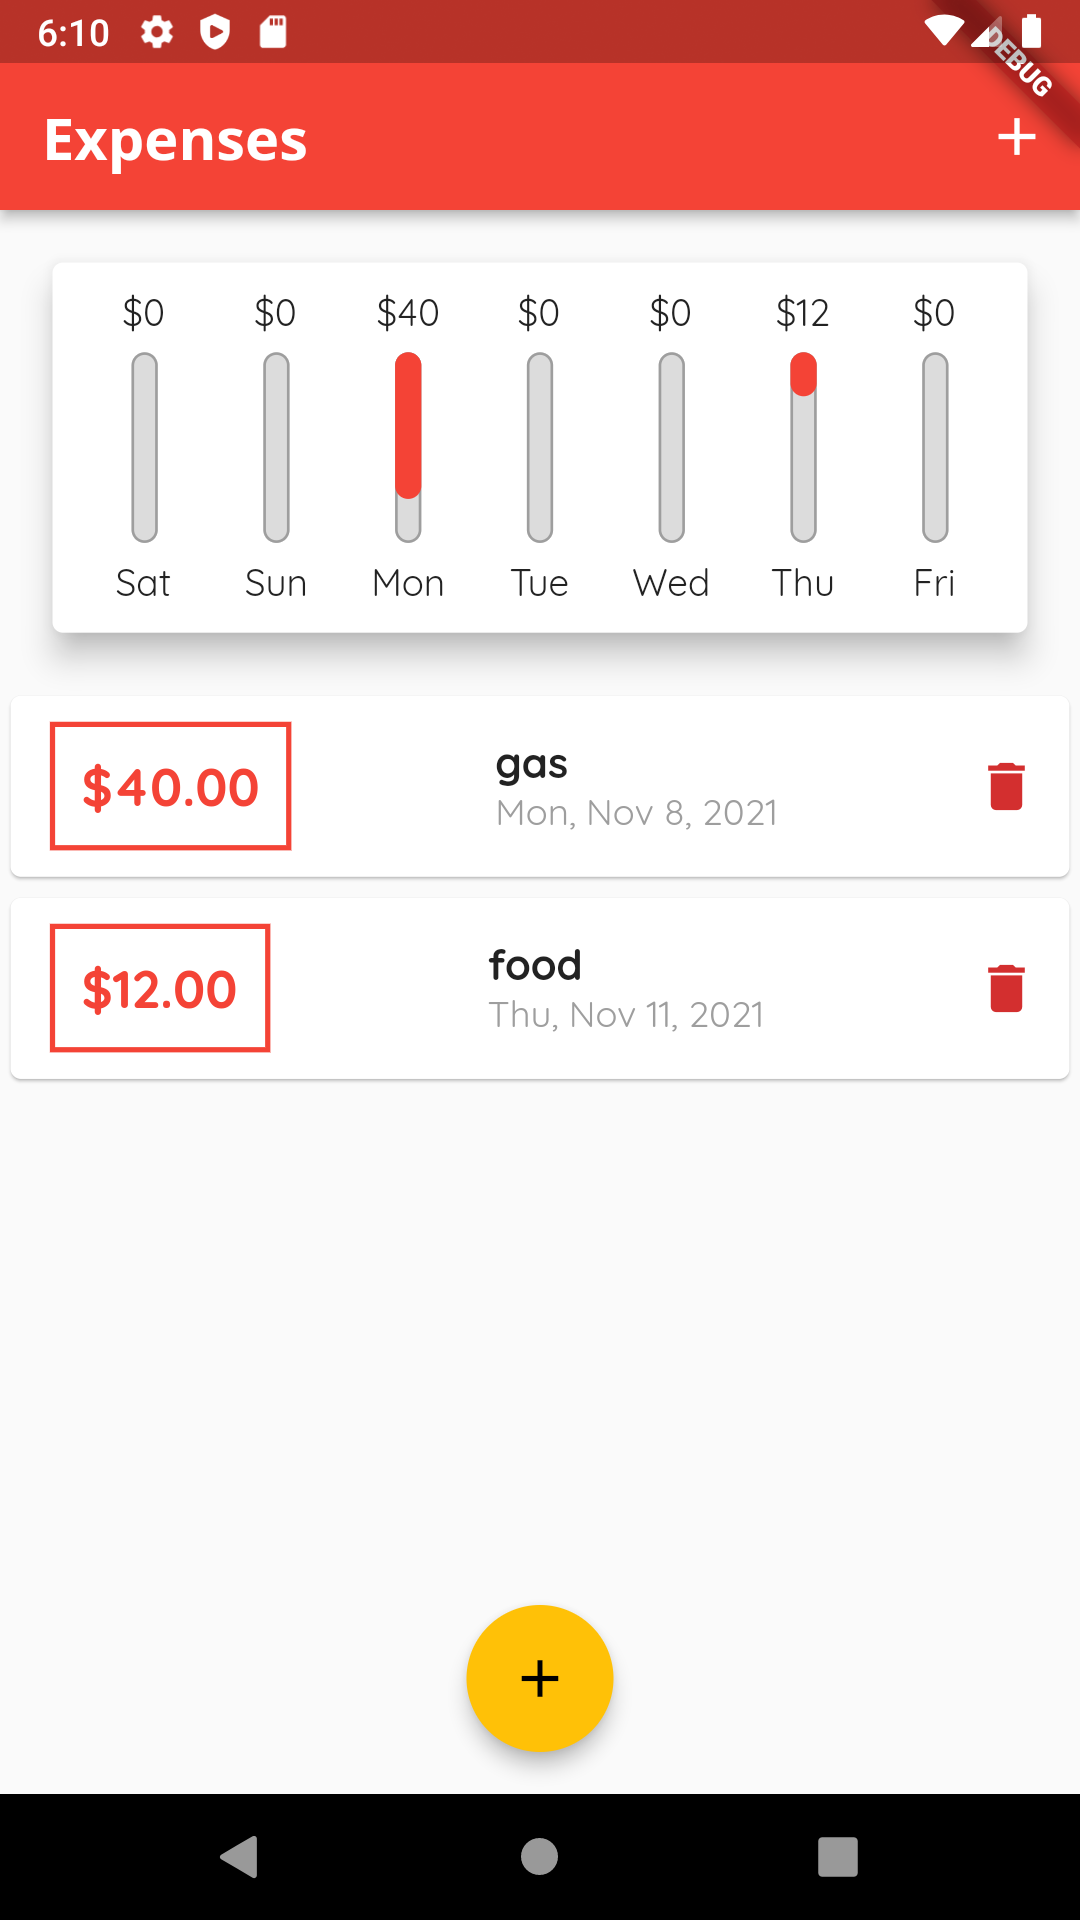 6:10
DEBUG
Expenses
$0 $0 $40 $0 $0 $12 $0
Sat Sun Mon Tue Wed Thu Fri
$40.00
gas
Mon, Nov 8, 2021
$12.00
food
Thu, Nov 11, 2021